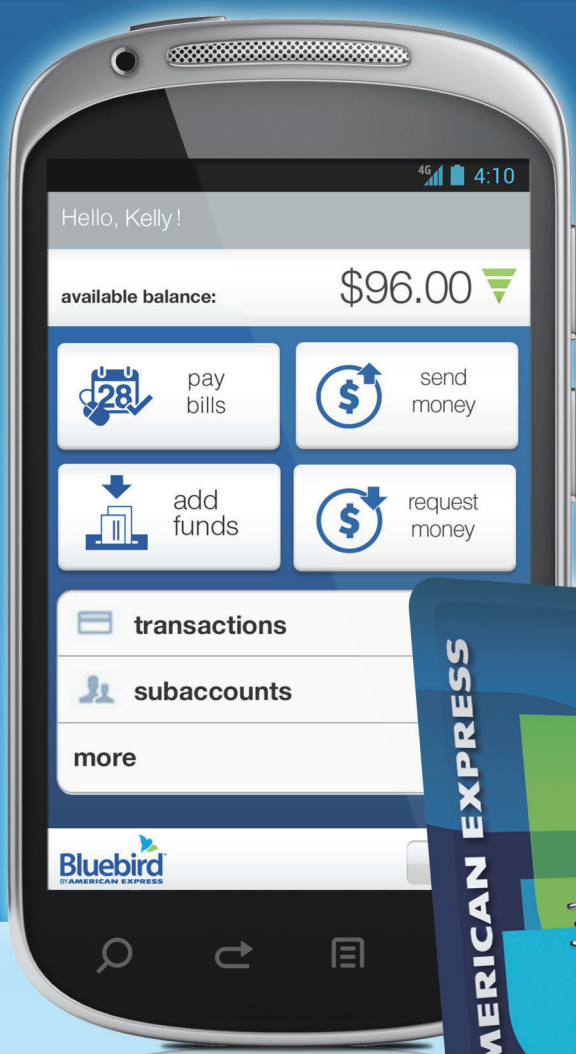 4G 4:10
Hello, Kelly!
available balance: $96.00
28 pay
bills
$ send
money
add
funds
$ request
money
transactions
subaccounts
more
Bluebird
BY AMERICAN EXPRESS
MERICAN EXPRESS